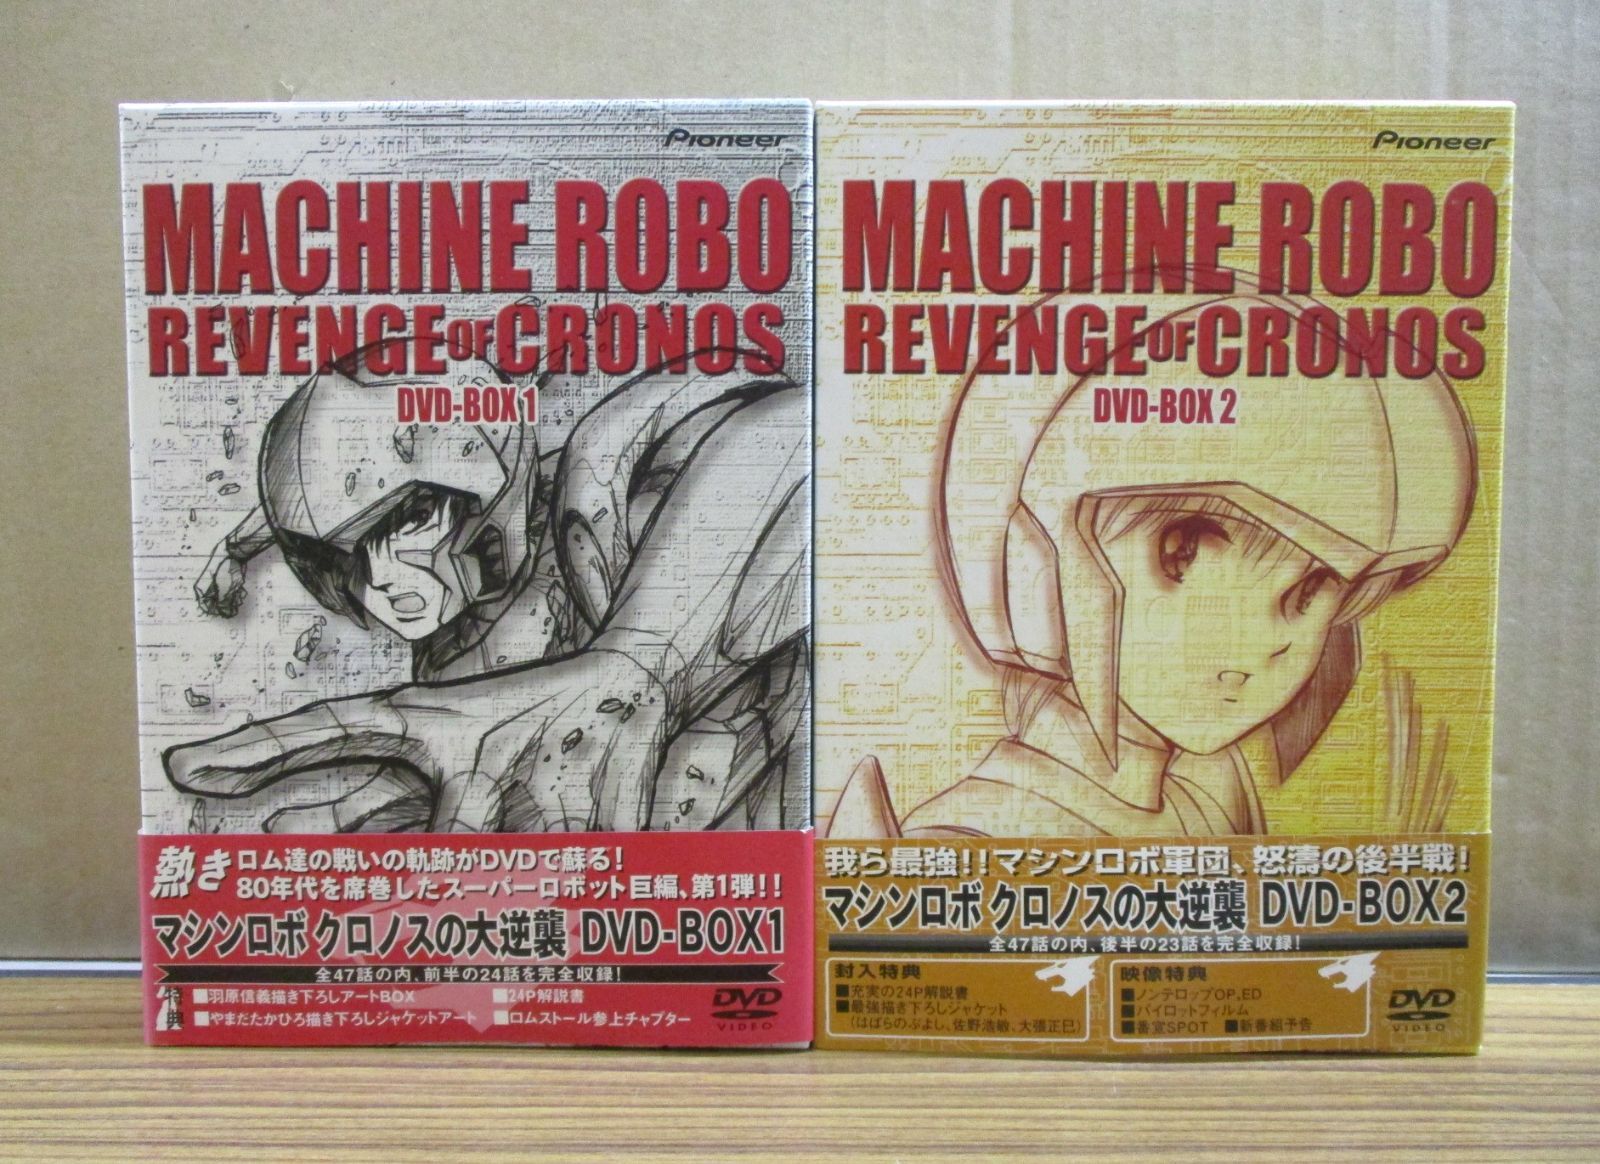 Pioneer
MACHINE ROBO
REVENGE OF CRONOS
DVD-BOX 1
熱き
ロム達の戦いの軌跡がDVDで蘇る!
80年代を席巻したスーパーロボット巨編、第1弾!!
マシンロボ クロノスの大逆襲 DVD-BOX1
全47話の内、前半の24話を完全収録!
特典
■羽原信義描き下ろしアートBOX
■24P解説書
■やまだたかひろ描き下ろしジャケットアート
■ロムストール参上チャプター
DVD
VIDEO
Pioneer
MACHINE ROBO
REVENGE OF CRONOS
DVD-BOX 2
我ら最強!!マシンロボ軍団、怒濤の後半戦!
マシンロボ クロノスの大逆襲 DVD-BOX2
全47話の内、後半の23話を完全収録!
封入特典
■充実の24P解説書
■最強描き下ろしジャケット
(はばらのぶよし、佐野浩敏、大張正己)
映像特典
■ノンテロップOP、ED
■パイロットフィルム
■番宣SPOT ■新番組予告
DVD
VIDEO